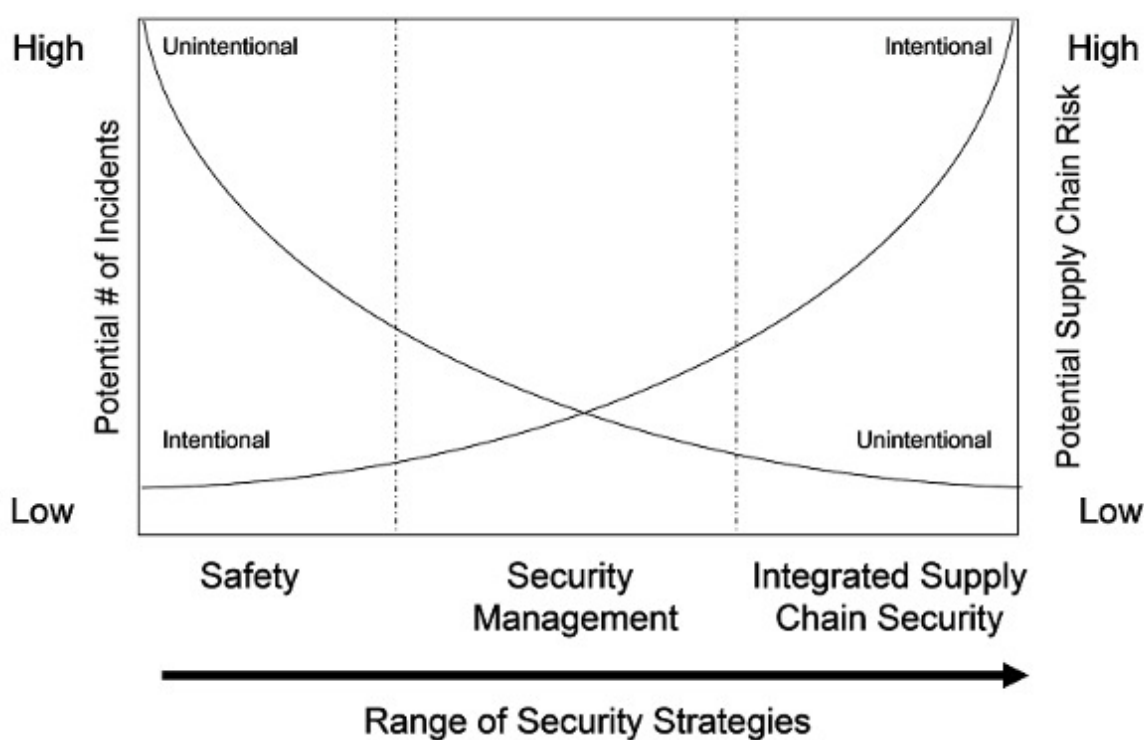 High
Unintentional
Intentional
High
Potential # of Incidents
Potential Supply Chain Risk
Intentional
Unintentional
Low
Low
Safety
Security
Management
Integrated Supply
Chain Security
Range of Security Strategies